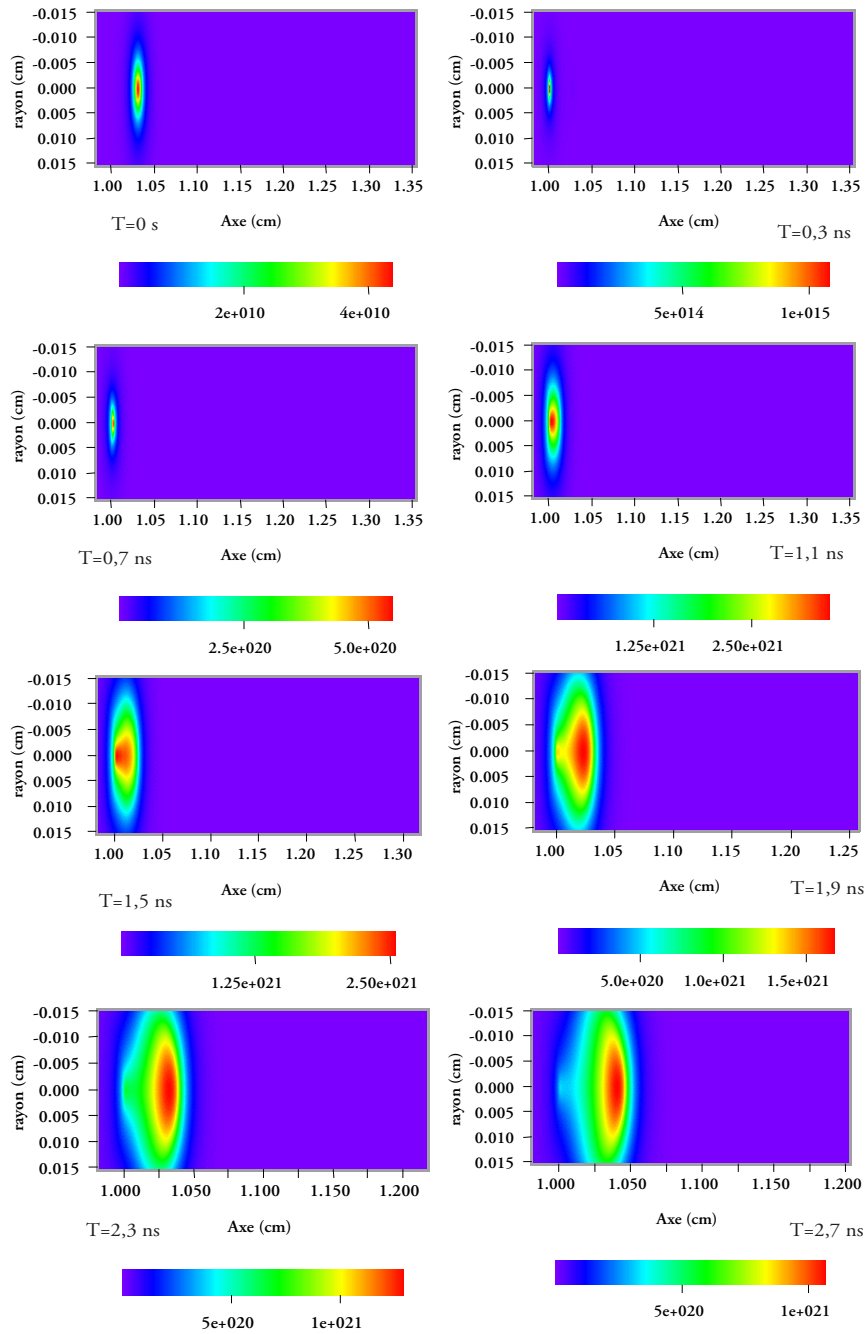 -0.015
-0.010
-0.005
0.000
0.005
0.010
0.015
rayon (cm)
1.00 1.05 1.10 1.15 1.20 1.25 1.30 1.35
T=0 s
Axe (cm)
2e+010 4e+010
-0.015
-0.010
-0.005
0.000
0.005
0.010
0.015
rayon (cm)
1.00 1.05 1.10 1.15 1.20 1.25 1.30 1.35
Axe (cm)
T=0,3 ns
5e+014 1e+015
-0.015
-0.010
-0.005
0.000
0.005
0.010
0.015
rayon (cm)
1.00 1.05 1.10 1.15 1.20 1.25 1.30 1.35
T=0,7 ns
Axe (cm)
2.5e+020 5.0e+020
-0.015
-0.010
-0.005
0.000
0.005
0.010
0.015
rayon (cm)
1.00 1.05 1.10 1.15 1.20 1.25 1.30 1.35
Axe (cm)
T=1,1 ns
1.25e+021 2.50e+021
-0.015
-0.010
-0.005
0.000
0.005
0.010
0.015
rayon (cm)
1.00 1.05 1.10 1.15 1.20 1.25 1.30
T=1,5 ns
Axe (cm)
1.25e+021 2.50e+021
-0.015
-0.010
-0.005
0.000
0.005
0.010
0.015
rayon (cm)
1.00 1.05 1.10 1.15 1.20 1.25
Axe (cm)
T=1,9 ns
5.0e+020 1.0e+021 1.5e+021
-0.015
-0.010
-0.005
0.000
0.005
0.010
0.015
rayon (cm)
1.000 1.050 1.100 1.150 1.200
T=2,3 ns
Axe (cm)
5e+020 1e+021
-0.015
-0.010
-0.005
0.000
0.005
0.010
0.015
rayon (cm)
1.000 1.050 1.100 1.150 1.200
Axe (cm)
T=2,7 ns
5e+020 1e+021